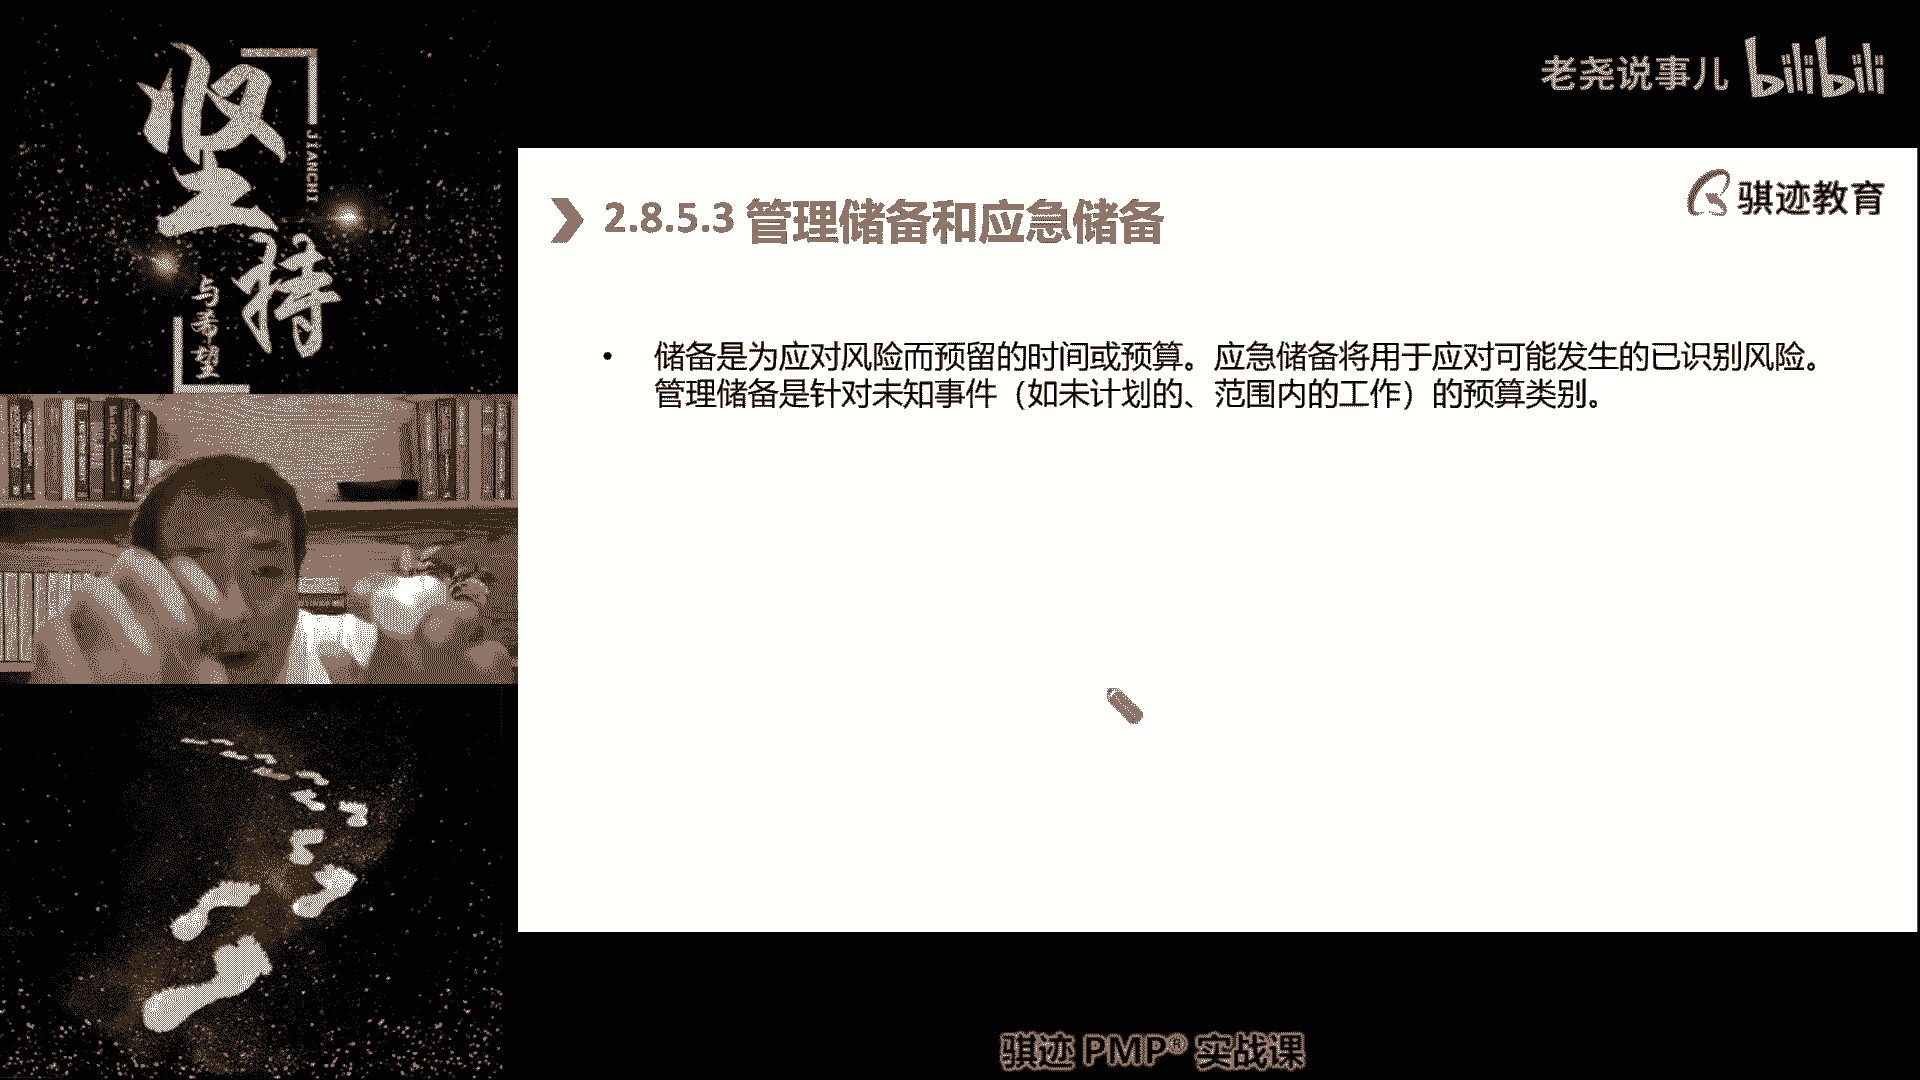 坚持
JIANCHI
与希望
老尧说事儿 bilibili
骐迹教育
2.8.5.3 管理储备和应急储备
• 储备是为应对风险而预留的时间或预算。应急储备将用于应对可能发生的已识别风险。
管理储备是针对未知事件（如未计划的、范围内的工作）的预算类别。
骐迹 PMP® 实战课